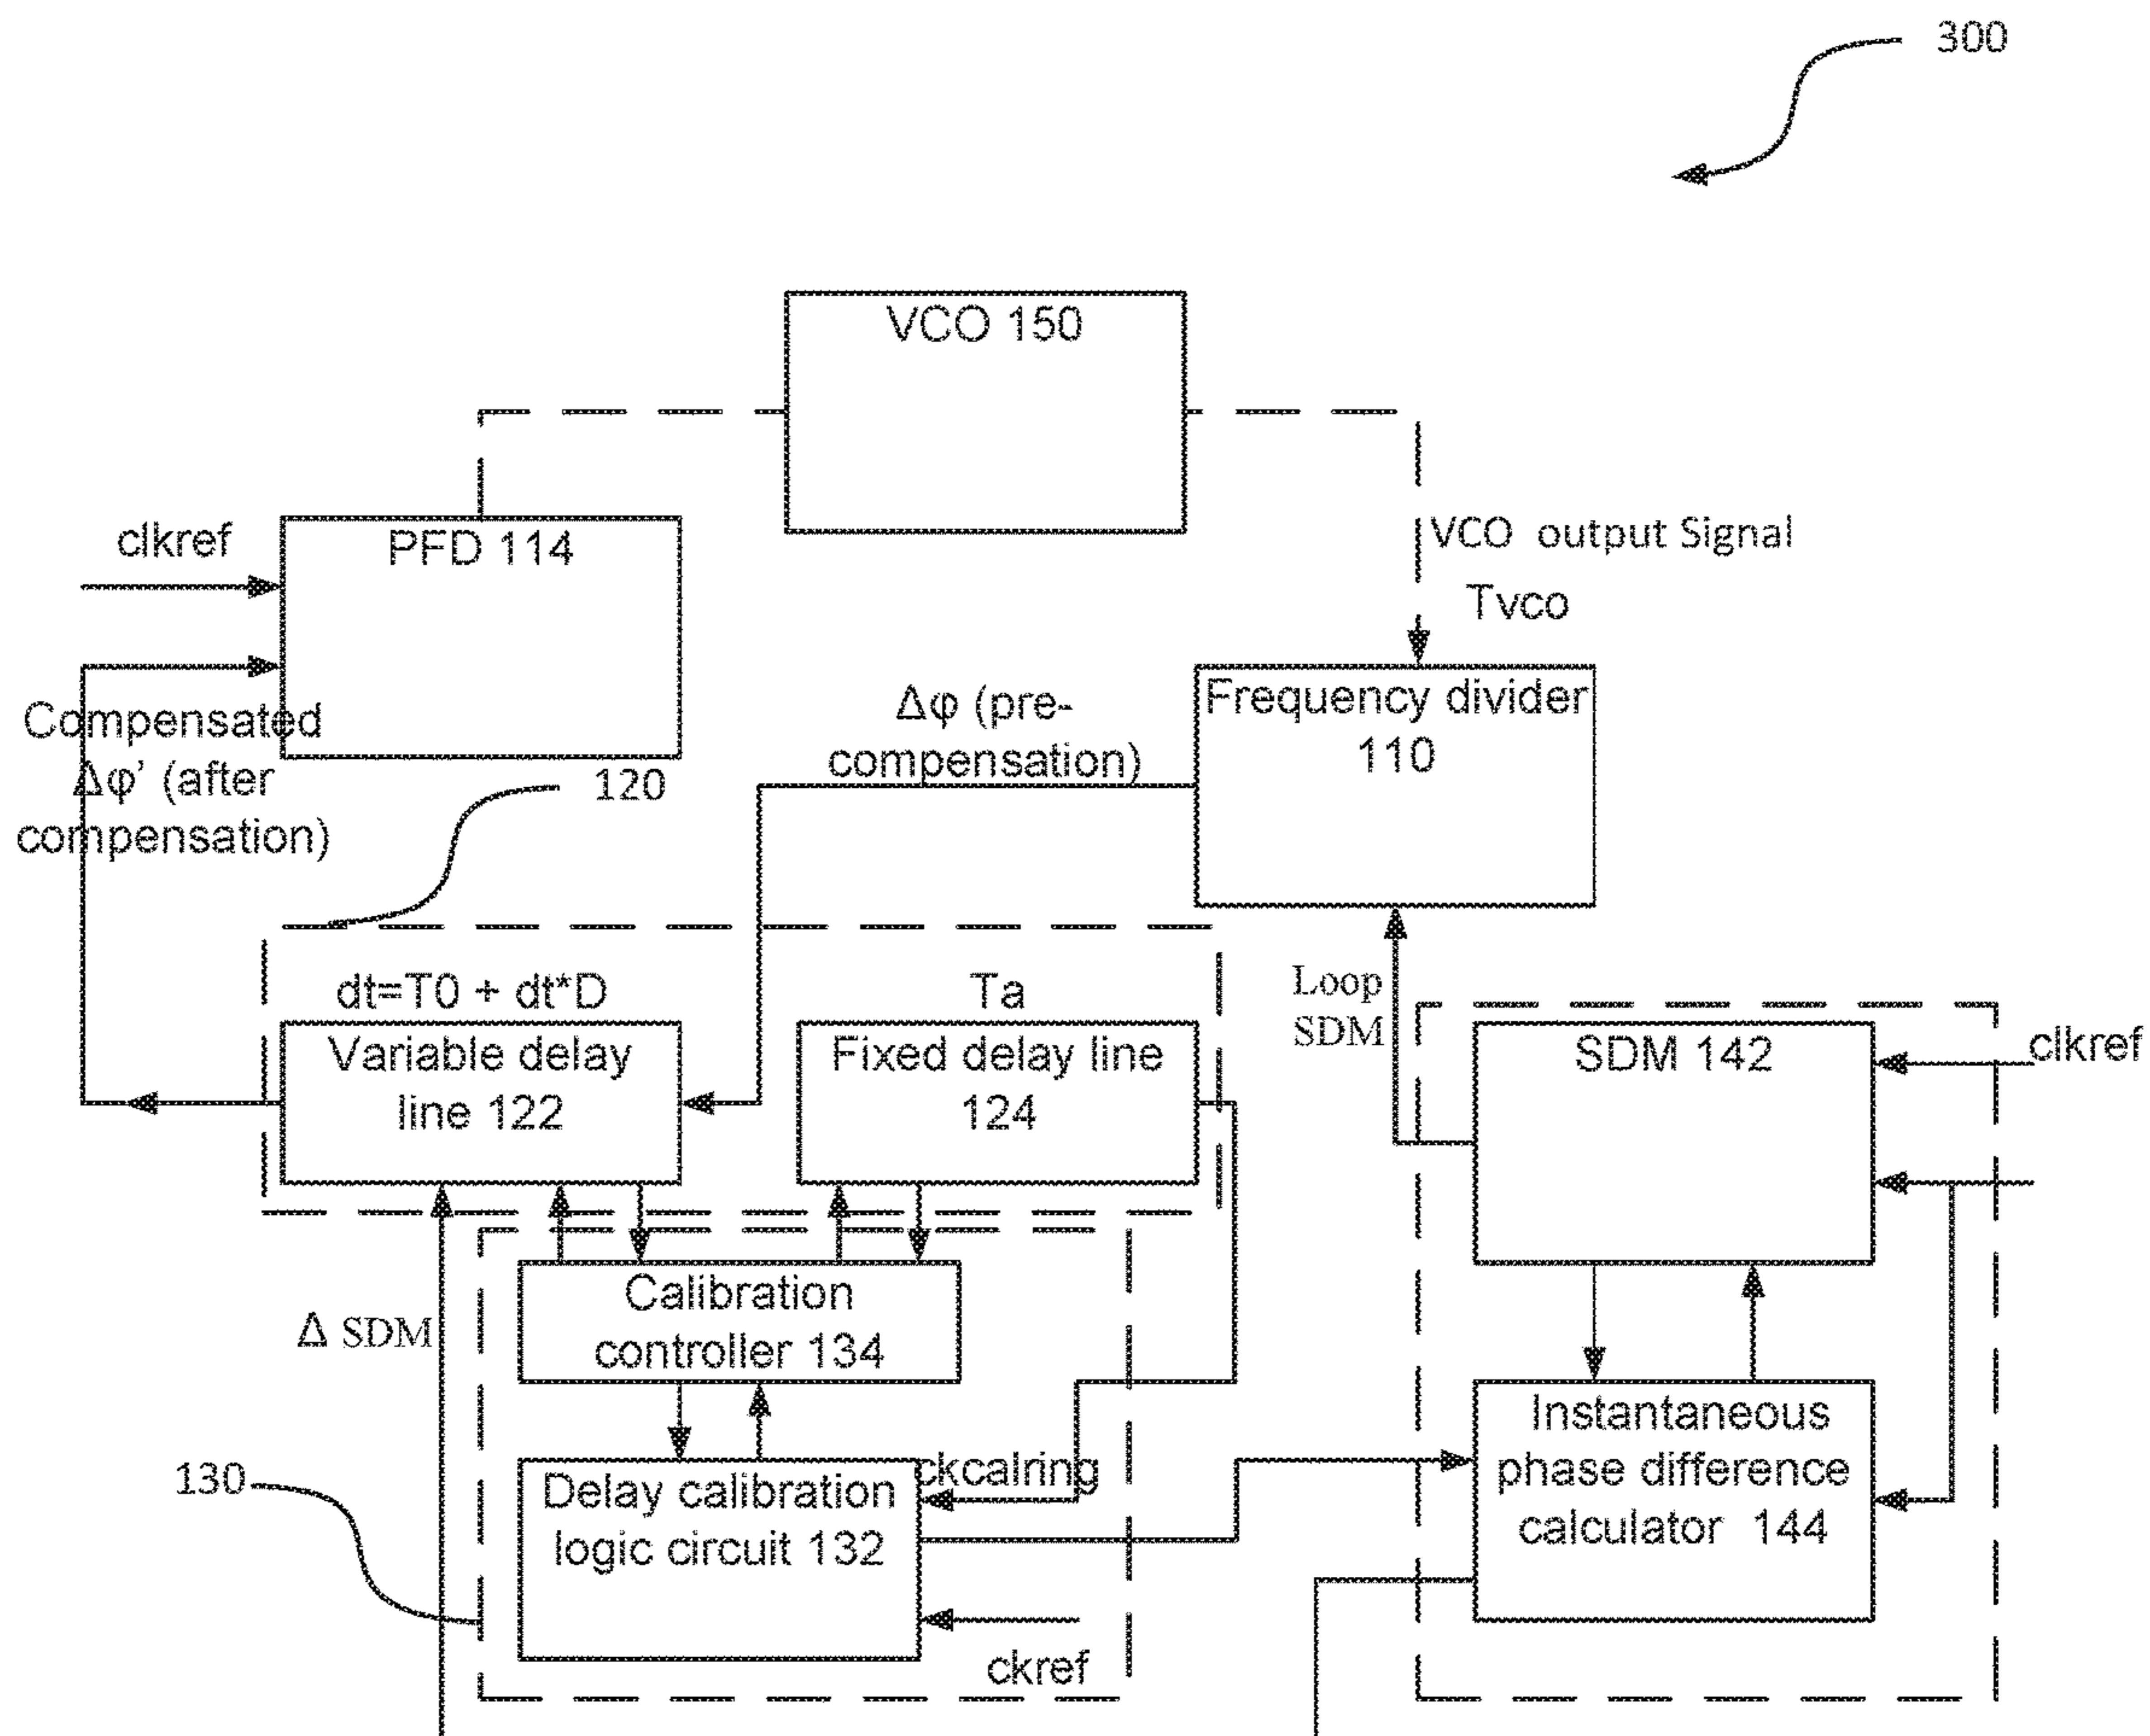 300
VCO 150
clkref
PFD 114
VCO output Signal
Tvco
Compensated
Δφ' (after
compensation)
120
Δφ (pre-
compensation)
Frequency divider
110
dt=T0 + dt*D
Variable delay
line 122
Ta
Fixed delay line
124
Loop
SDM
SDM 142
clkref
Δ SDM
Calibration
controller 134
130
Delay calibration
logic circuit 132
ckcalring
ckref
Instantaneous
phase difference
calculator 144